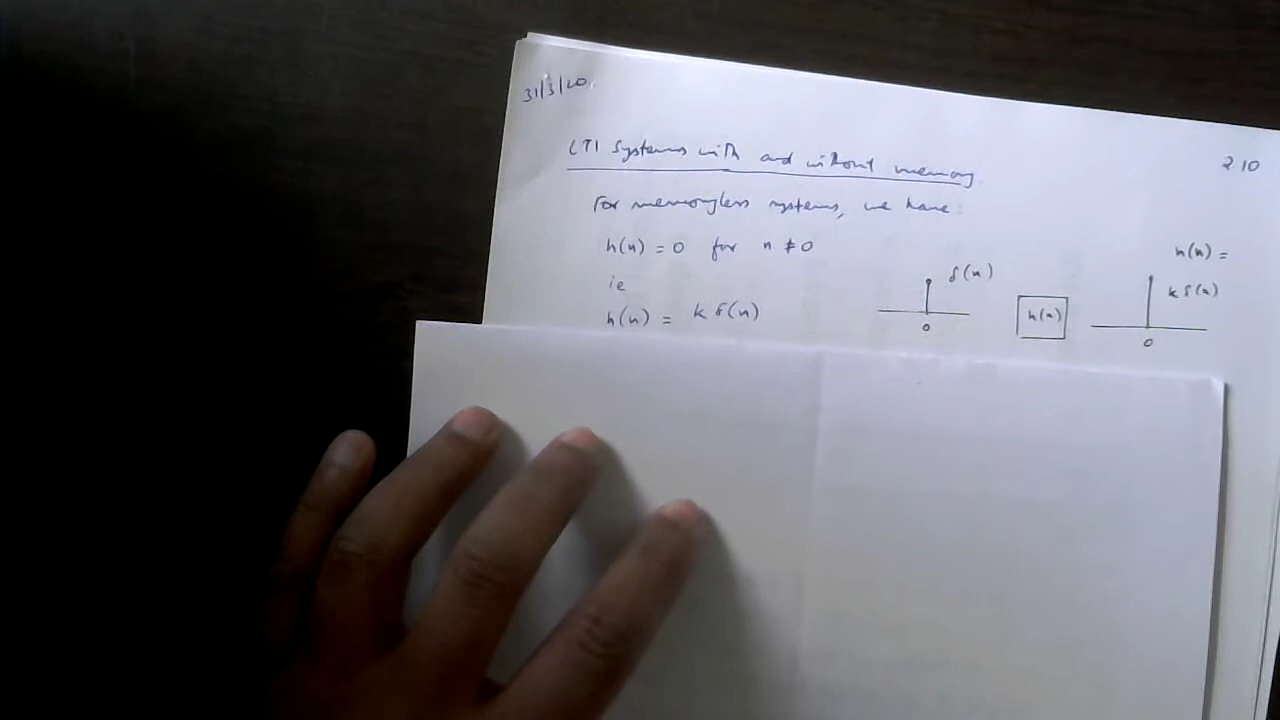 31/3/20
LTI systems with and without memory
2.10
For memoryless systems, we have:
h(n) = 0 for n ≠ 0
ie
h(n) = k δ(n)
δ(n)
0
h(n)
h(n) =
k δ(n)
0